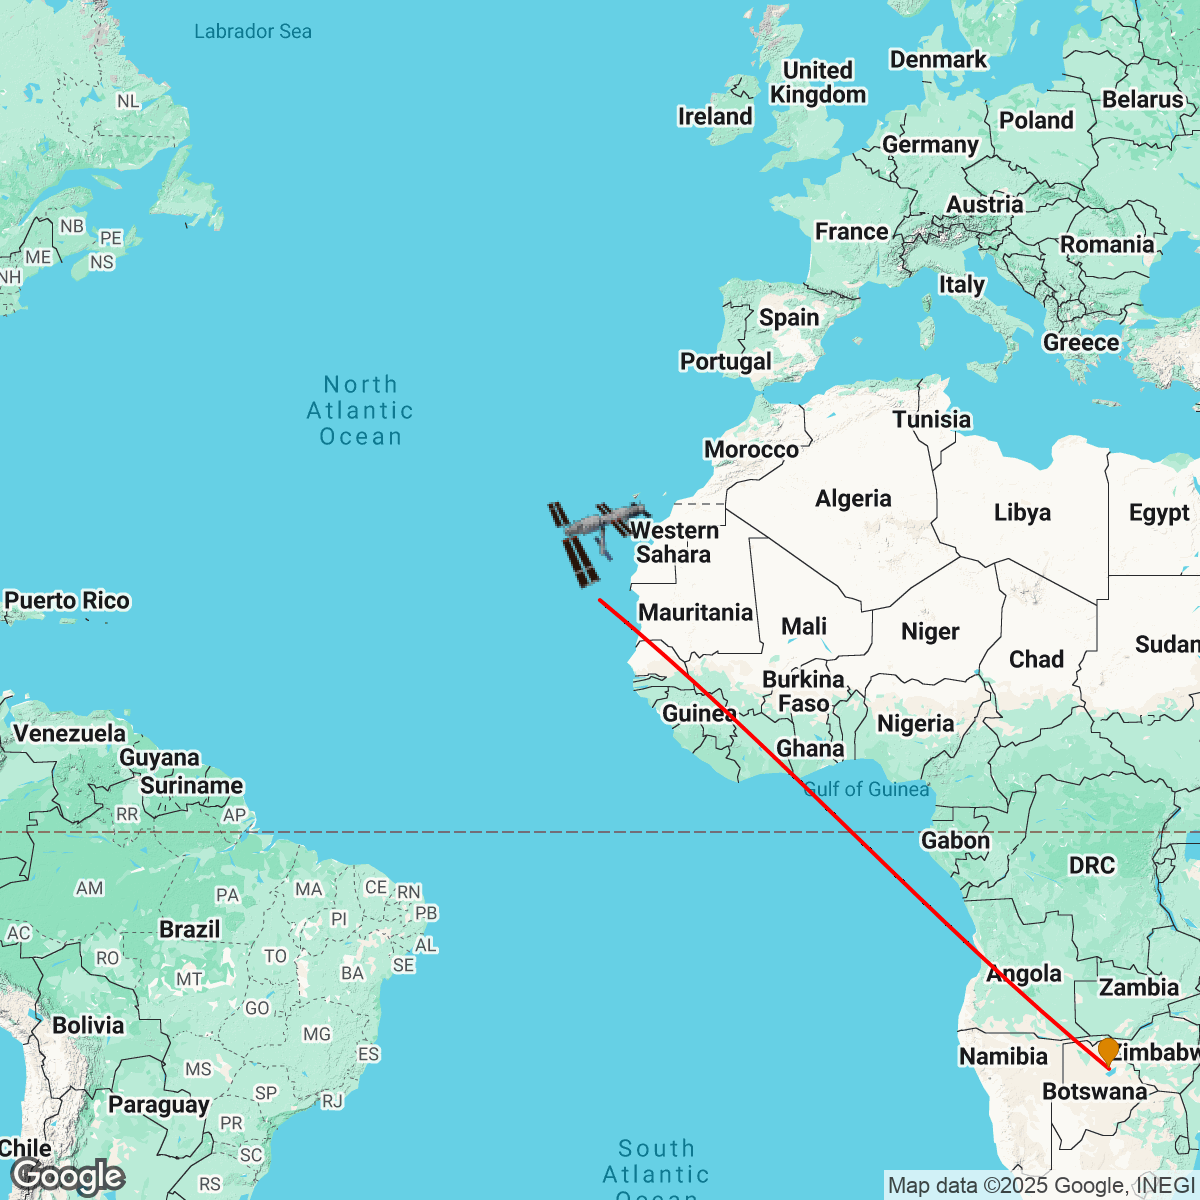 Labrador Sea
Denmark
United
Kingdom
Belarus
NL
Ireland
Poland
Germany
Austria
NB
PE
France
Romania
ME
NS
NH
Italy
Spain
Greece
Portugal
North
Atlantic
Ocean
Tunisia
Morocco
Algeria
Libya
Egypt
Western
Sahara
Puerto Rico
Mauritania
Mali
Niger
Sudan
Chad
Burkina
Faso
Guinea
Nigeria
Venezuela
Ghana
Guyana
Suriname
Gulf of Guinea
RR
AP
Gabon
DRC
AM
PA
MA
CE
RN
PI
PB
AC
Brazil
AL
RO
TO
SE
MT
BA
Angola
Zambia
GO
Bolivia
MG
ES
Namibia
Zimbabw
MS
SP
Botswana
Paraguay
RJ
PR
Chile
SC
South
Atlantic
Ocean
RS
Google
Map data ©2025 Google, INEGI